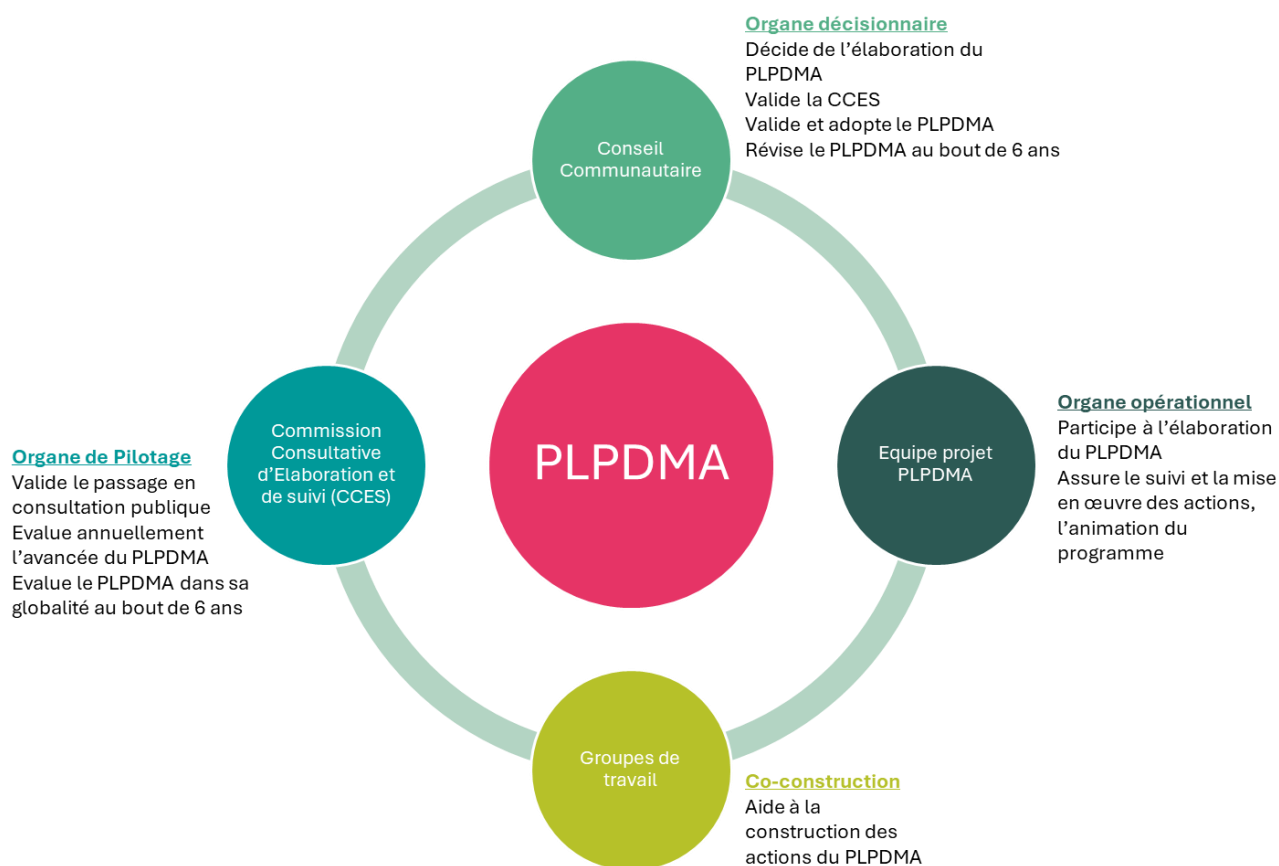 Organe décisionnaire
Décide de l’élaboration du
PLPDMA
Valide la CCES
Valide et adopte le PLPDMA
Révise le PLPDMA au bout de 6 ans
Conseil
Communautaire
Organe opérationnel
Participe à l’élaboration
du PLPDMA
Assure le suivi et la mise
en œuvre des actions,
l’animation du
programme
Equipe projet
PLPDMA
PLPDMA
Commission
Consultative
d’Elaboration et
de suivi (CCES)
Organe de Pilotage
Valide le passage en
consultation publique
Evalue annuellement
l’avancée du PLPDMA
Evalue le PLPDMA dans sa
globalité au bout de 6 ans
Groupes de
travail
Co-construction
Aide à la
construction des
actions du PLPDMA